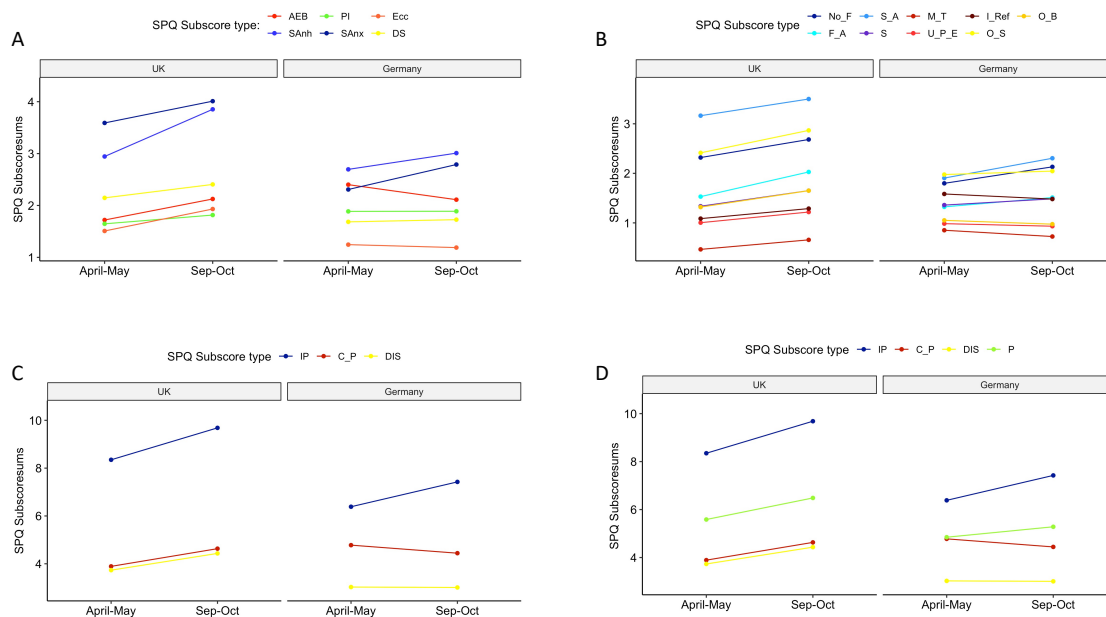 SPQ Subscore type: AEB PI Ecc
SAnh SAnx DS
A
UK Germany
SPQ Subscoresums
4
3
2
1
April-May Sep-Oct April-May Sep-Oct
SPQ Subscore type No_F S_A M_T I_Ref O_B
F_A S U_P_E O_S
B
UK Germany
SPQ Subscoresums
3
2
1
April-May Sep-Oct April-May Sep-Oct
SPQ Subscore type IP C_P DIS
C
UK Germany
SPQ Subscoresums
10
8
6
4
April-May Sep-Oct April-May Sep-Oct
SPQ Subscore type IP C_P DIS P
D
UK Germany
SPQ Subscoresums
10
8
6
4
April-May Sep-Oct April-May Sep-Oct